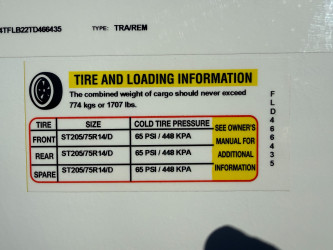 4TFLB22TD466435 TYPE: TRA/REM
TIRE AND LOADING INFORMATION
The combined weight of cargo should never exceed
774 kgs or 1707 lbs.
TIRE SIZE COLD TIRE PRESSURE
FRONT ST205/75R14/D 65 PSI / 448 KPA
REAR ST205/75R14/D 65 PSI / 448 KPA
SPARE ST205/75R14/D 65 PSI / 448 KPA
SEE OWNER'S
MANUAL FOR
ADDITIONAL
INFORMATION
FLD466435